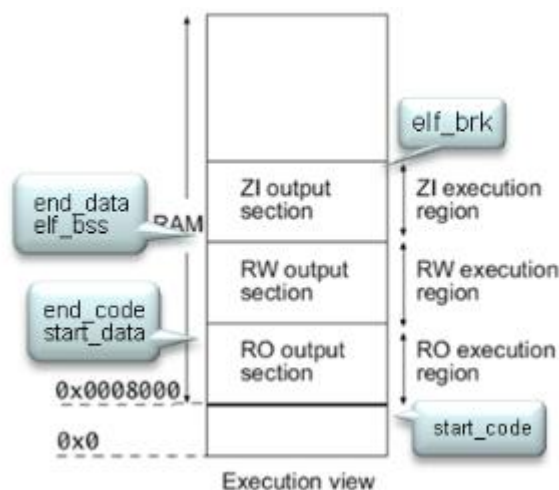 elf_brk
ZI output
section
ZI execution
region
end_data
elf_bss
RAM
RW output
section
RW execution
region
end_code
start_data
RO output
section
RO execution
region
0x0008000
start_code
0x0
Execution view